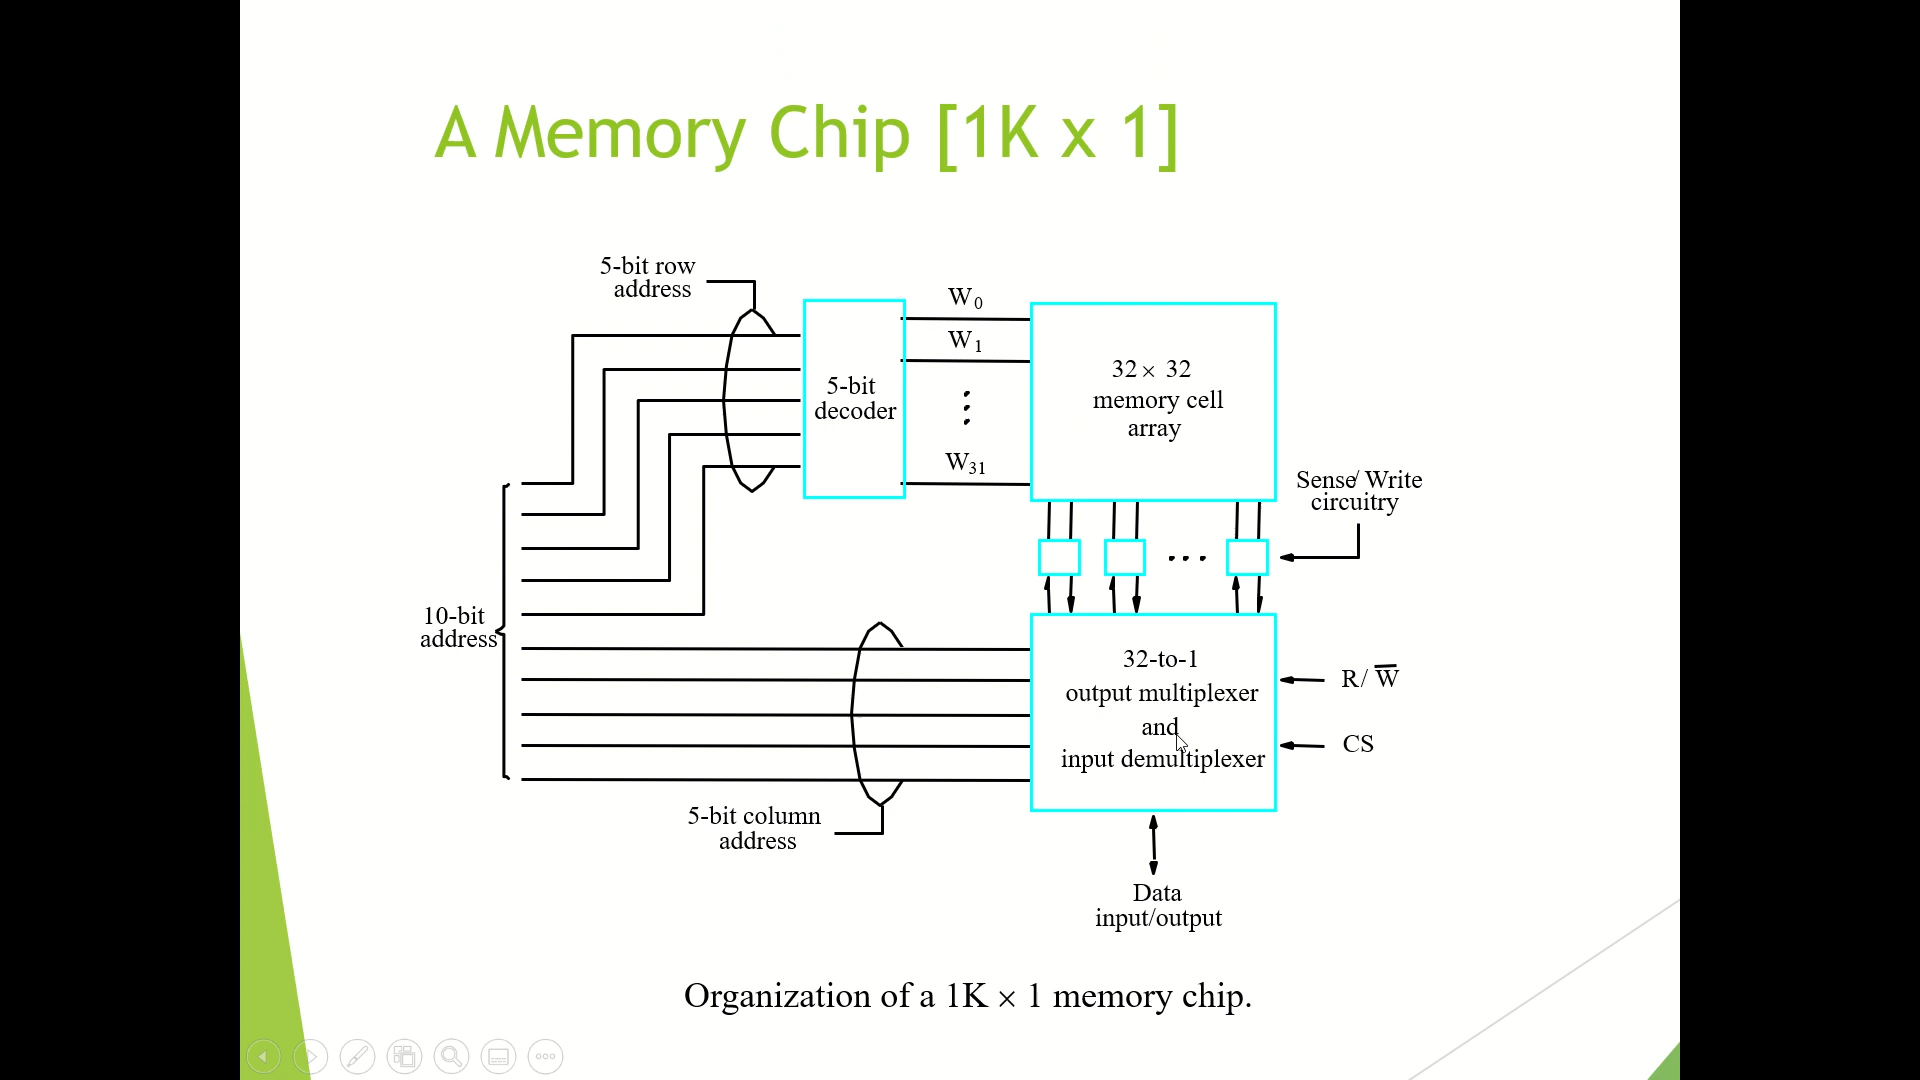 A Memory Chip [1K x 1]
5-bit row
address
W0
W1
5-bit
decoder
32 × 32
memory cell
array
W31
Sense/ Write
circuitry
10-bit
address
32-to-1
output multiplexer
and
input demultiplexer
R/ W̅
CS
5-bit column
address
Data
input/output
Organization of a 1K × 1 memory chip.